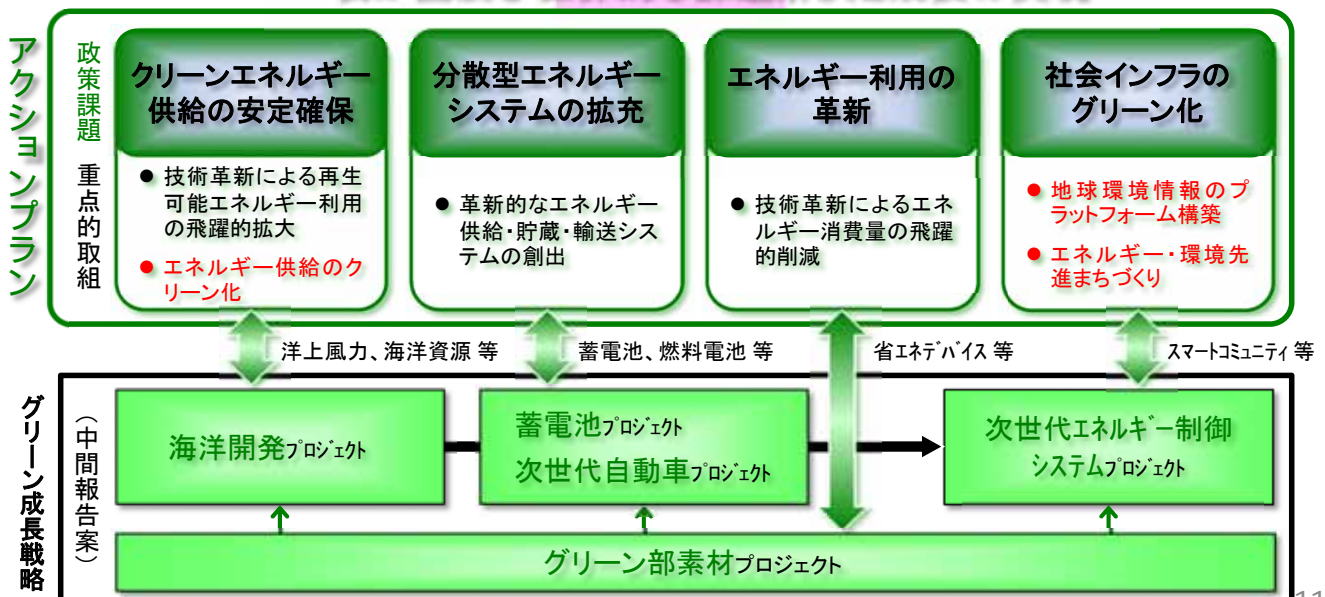 アクションプラン
政策課題
重点的取組
クリーンエネルギー
供給の安定確保
● 技術革新による再生
可能エネルギー利用
の飛躍的拡大
● エネルギー供給のク
リーン化
分散型エネルギー
システムの拡充
● 革新的なエネルギー
供給・貯蔵・輸送シス
テムの創出
エネルギー利用の
革新
● 技術革新によるエネ
ルギー消費量の飛躍
的削減
社会インフラの
グリーン化
● 地球環境情報のプ
ラットフォーム構築
● エネルギー・環境先
進まちづくり
洋上風力、海洋資源 等
蓄電池、燃料電池 等
省ｴﾈﾃﾞﾊﾞｲｽ 等
ｽﾏｰﾄｺﾐｭﾆﾃｨ 等
グリーン成長戦略
（中間報告案）
海洋開発ﾌﾟﾛｼﾞｪｸﾄ
蓄電池ﾌﾟﾛｼﾞｪｸﾄ
次世代自動車ﾌﾟﾛｼﾞｪｸﾄ
次世代ｴﾈﾙｷﾞｰ制御
ｼｽﾃﾑﾌﾟﾛｼﾞｪｸﾄ
グリーン部素材ﾌﾟﾛｼﾞｪｸﾄ